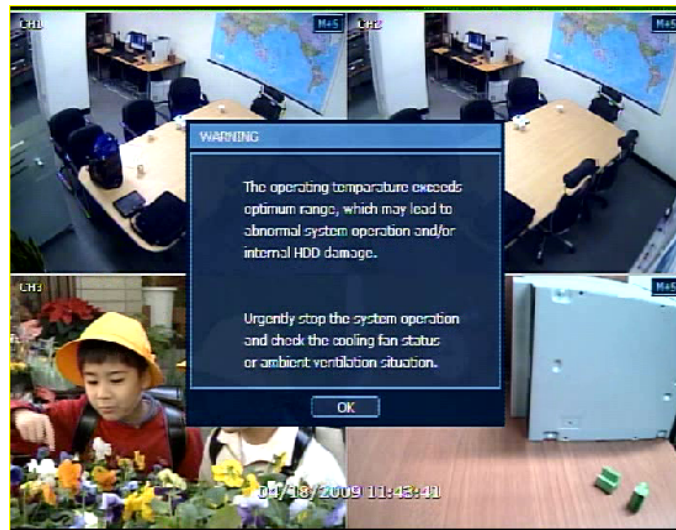 CH1
M+S
CH2
M+S
WARNING
The operating temparature exceeds
optimum range, which may lead to
abnormal system operation and/or
internal HDD damage.
CH3
M+S
Urgently stop the system operation
and check the cooling fan status
or ambient ventilation situation.
OK
04/18/2009 11:43:41